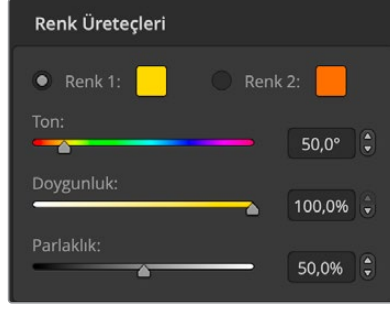 Renk Üreteçleri
Renk 1: Renk 2:
Ton:
50,0°
Doygunluk:
100,0%
Parlaklık:
50,0%